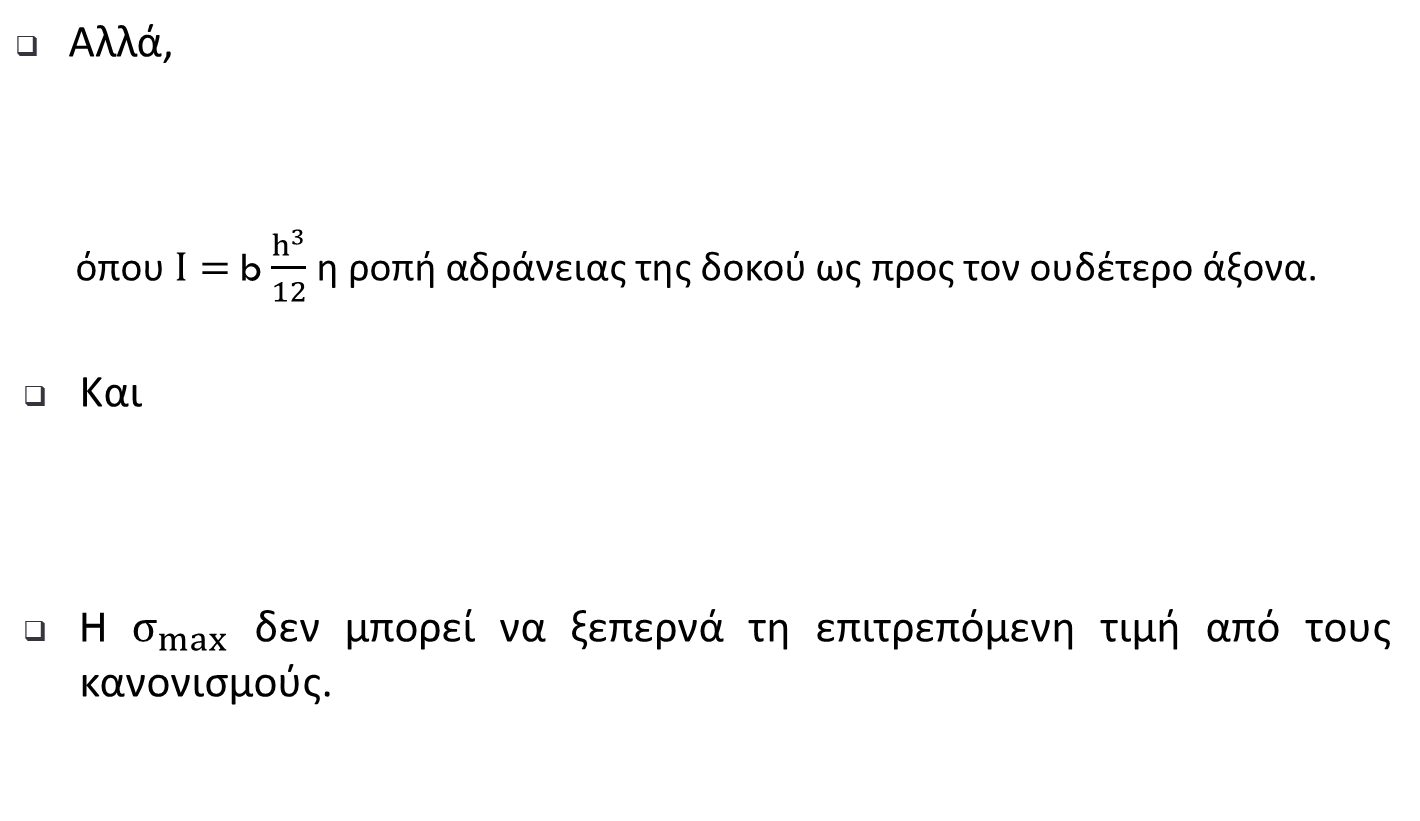 ❑ Αλλά,
όπου I = b h³/12 η ροπή αδράνειας της δοκού ως προς τον ουδέτερο άξονα.
❑ Και
❑ Η σmax δεν μπορεί να ξεπερνά τη επιτρεπόμενη τιμή από τους
κανονισμούς.